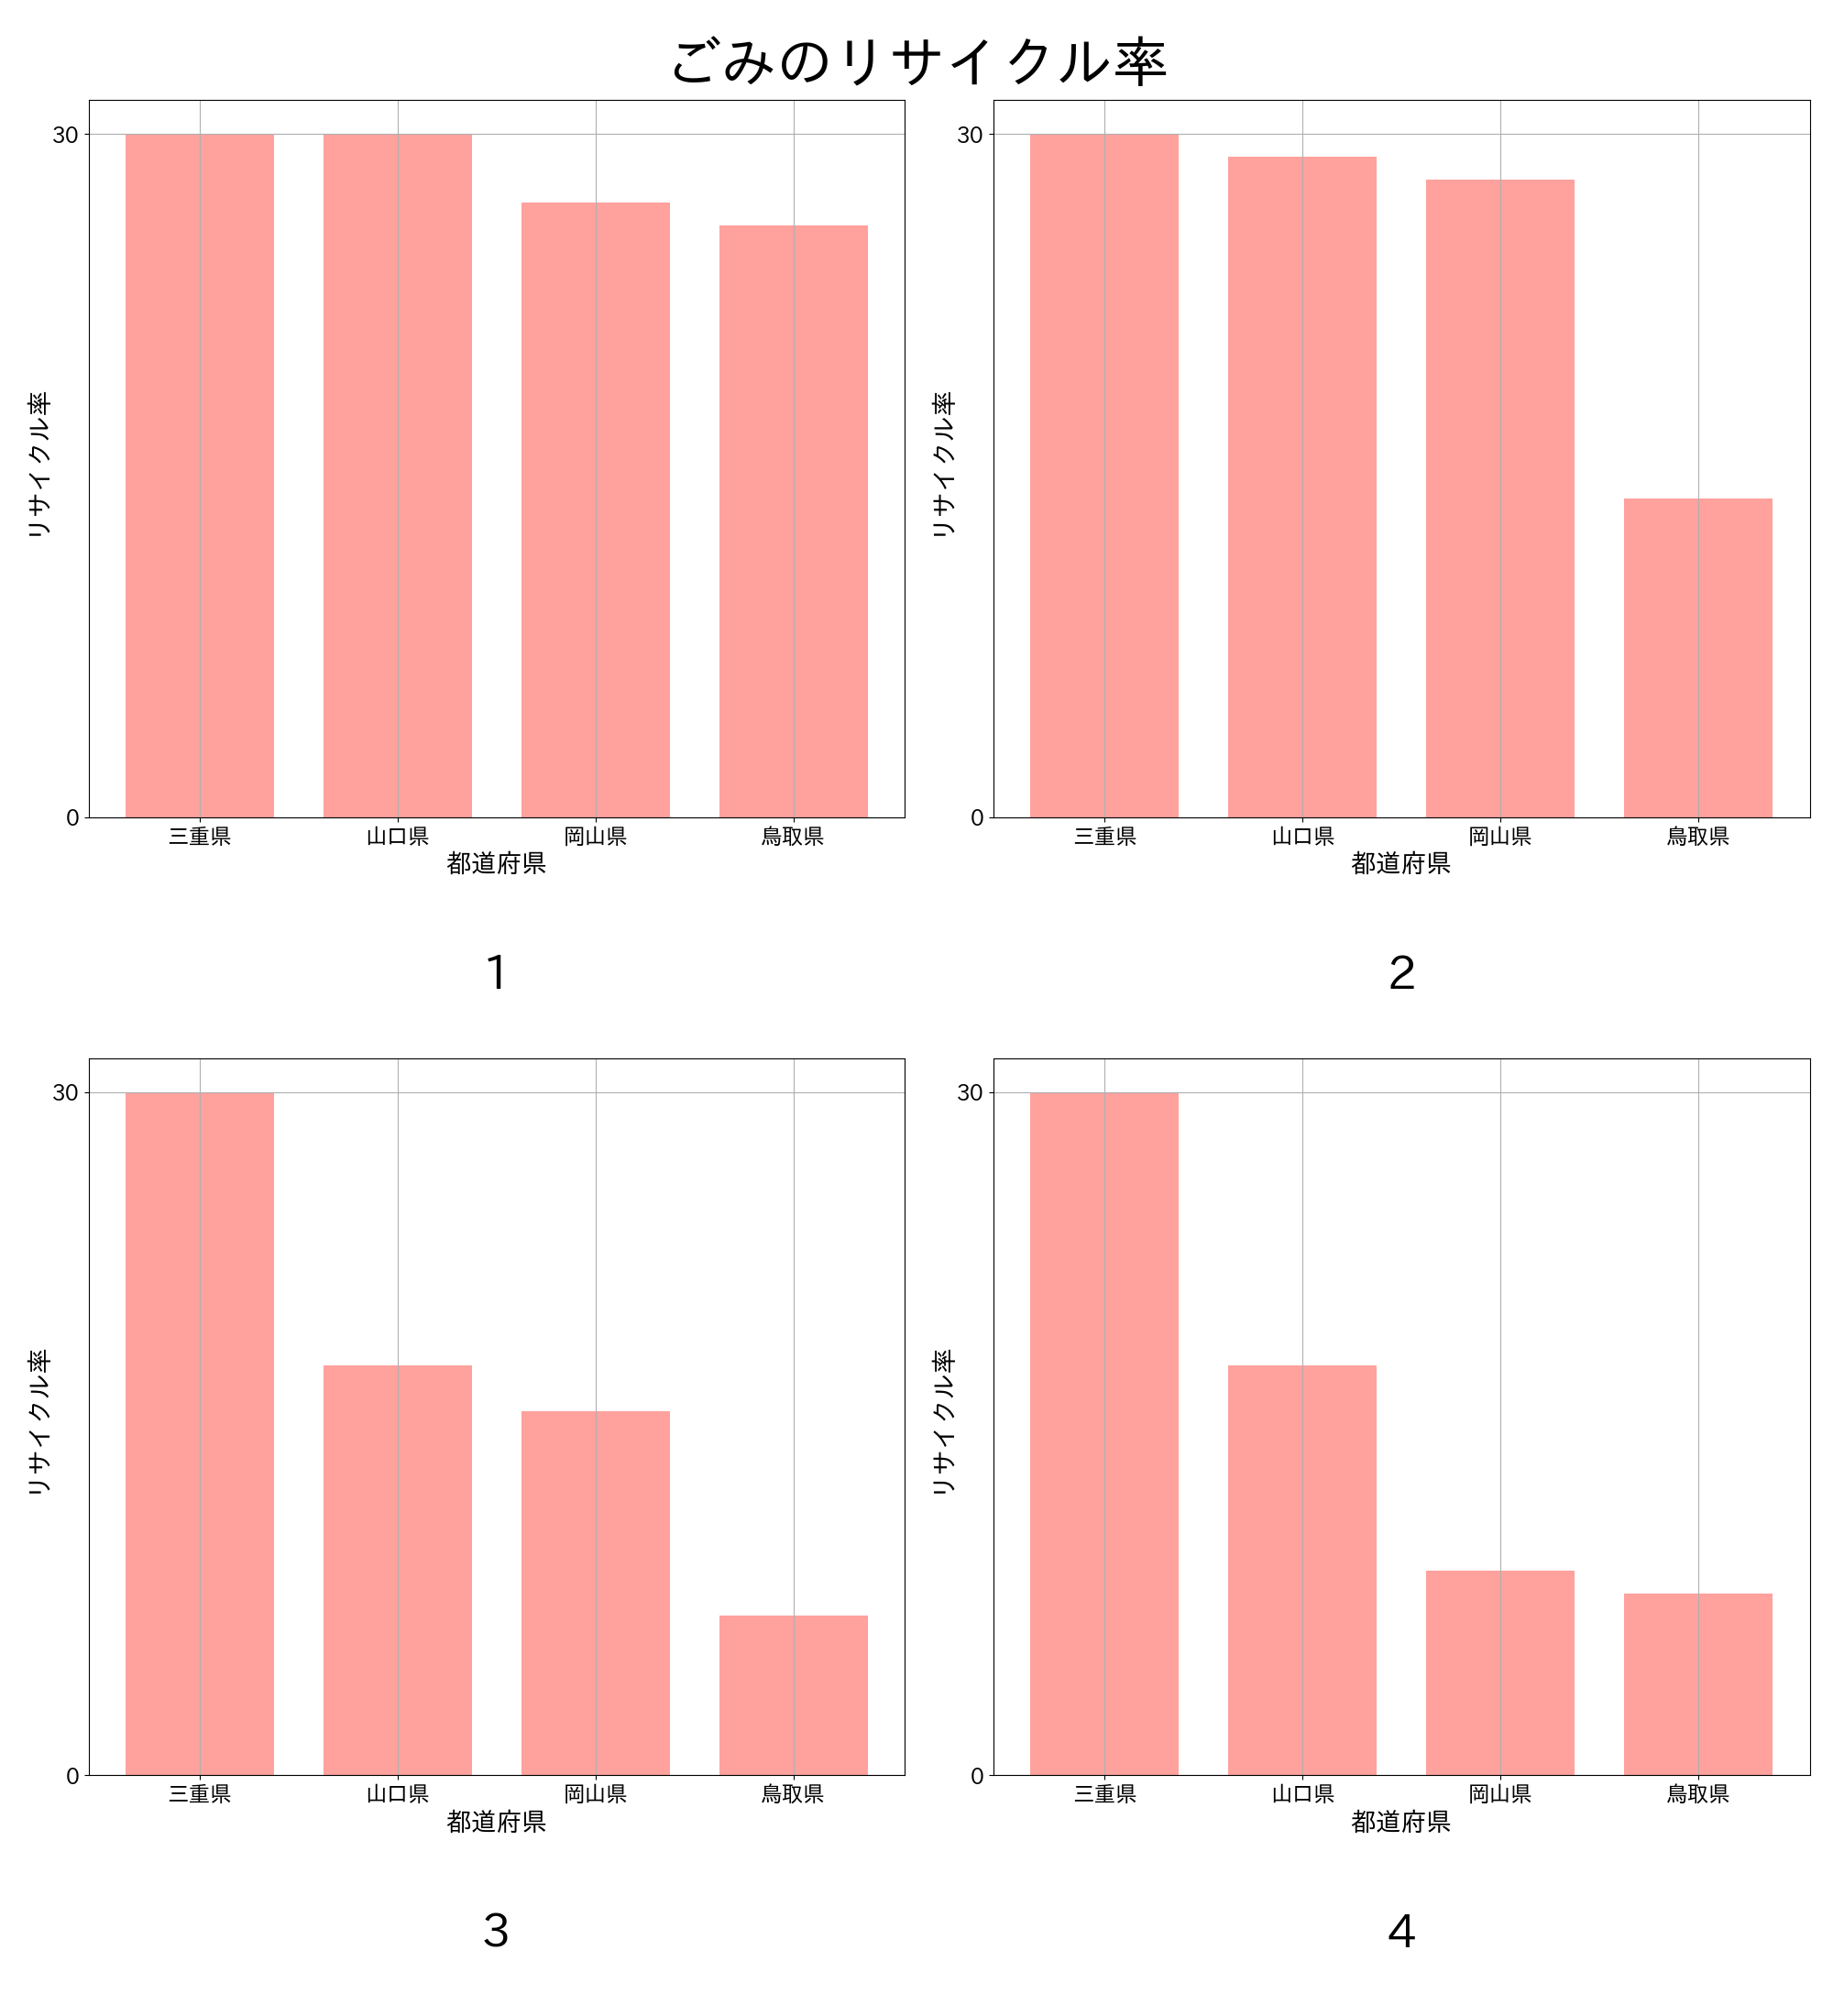 ごみのリサイクル率
30
0
リサイクル率
三重県 山口県 岡山県 鳥取県
都道府県
1
30
0
リサイクル率
三重県 山口県 岡山県 鳥取県
都道府県
2
30
0
リサイクル率
三重県 山口県 岡山県 鳥取県
都道府県
3
30
0
リサイクル率
三重県 山口県 岡山県 鳥取県
都道府県
4